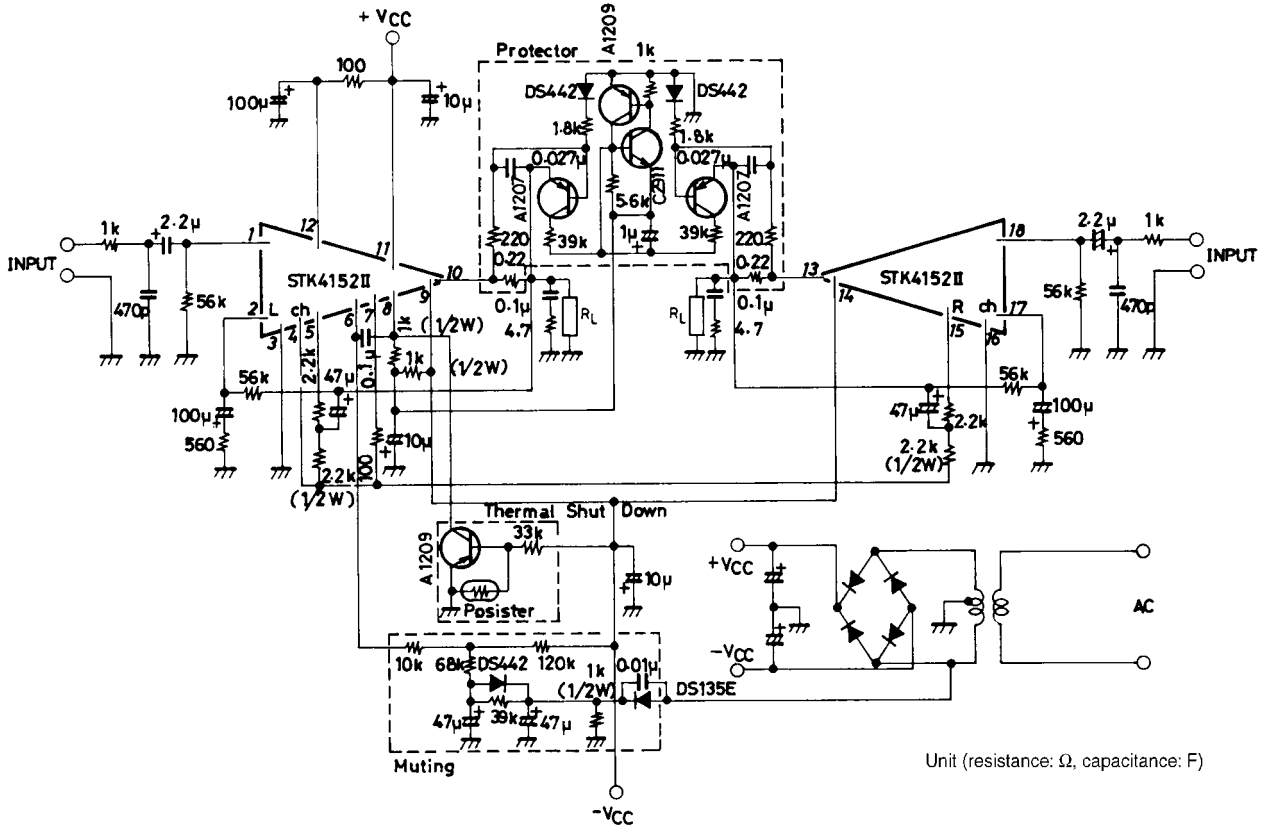 + VCC
A1209
Protector 1k
100
100µ
10µ
DS442
DS442
1.8k
1.8k
0.027µ
0.027µ
A1207
C2911
A1207
5.6k
1µ
39k
39k
220
220
0.22
0.22
INPUT
1k
2.2µ
470p
56k
1
12
11
STK4152II
10
9
2
L ch
3
4
5
6
7
8
0.1µ
4.7
RL
RL
0.1µ
4.7
13
14
STK4152II
R ch
15
16
17
18
2.2µ
1k
INPUT
56k
470p
1k
(1/2W)
1k
(1/2W)
56k
100µ
560
2.2k
47µ
0.1µ
10µ
100
2.2k
(1/2W)
47µ
2.2k
2.2k
(1/2W)
56k
100µ
560
Thermal Shut Down
A1209
33k
Posister
10µ
+VCC
-VCC
AC
10k
68k
DS442
120k
1k
(1/2W)
0.01µ
DS135E
47µ
39k
47µ
Muting
-VCC
Unit (resistance: Ω, capacitance: F)